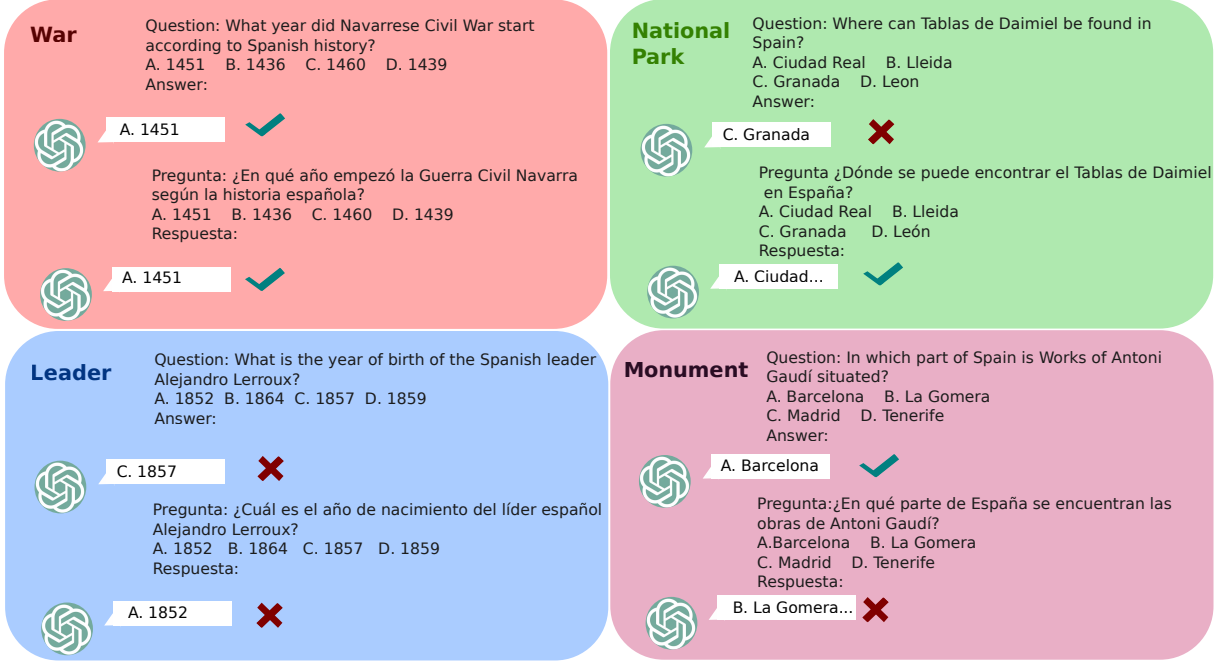 War
Question: What year did Navarrese Civil War start
according to Spanish history?
A. 1451    B. 1436    C. 1460    D. 1439
Answer:
A. 1451
Pregunta: ¿En qué año empezó la Guerra Civil Navarra
según la historia española?
A. 1451    B. 1436    C. 1460    D. 1439
Respuesta:
A. 1451
National
Park
Question: Where can Tablas de Daimiel be found in
Spain?
A. Ciudad Real    B. Lleida
C. Granada    D. Leon
Answer:
C. Granada
Pregunta ¿Dónde se puede encontrar el Tablas de Daimiel
en España?
A. Ciudad Real    B. Lleida
C. Granada    D. León
Respuesta:
A. Ciudad...
Leader
Question: What is the year of birth of the Spanish leader
Alejandro Lerroux?
A. 1852  B. 1864  C. 1857  D. 1859
Answer:
C. 1857
Pregunta: ¿Cuál es el año de nacimiento del líder español
Alejandro Lerroux?
A. 1852   B. 1864   C. 1857   D. 1859
Respuesta:
A. 1852
Monument
Question: In which part of Spain is Works of Antoni
Gaudí situated?
A. Barcelona    B. La Gomera
C. Madrid    D. Tenerife
Answer:
A. Barcelona
Pregunta:¿En qué parte de España se encuentran las
obras de Antoni Gaudí?
A.Barcelona    B. La Gomera
C. Madrid    D. Tenerife
Respuesta:
B. La Gomera...